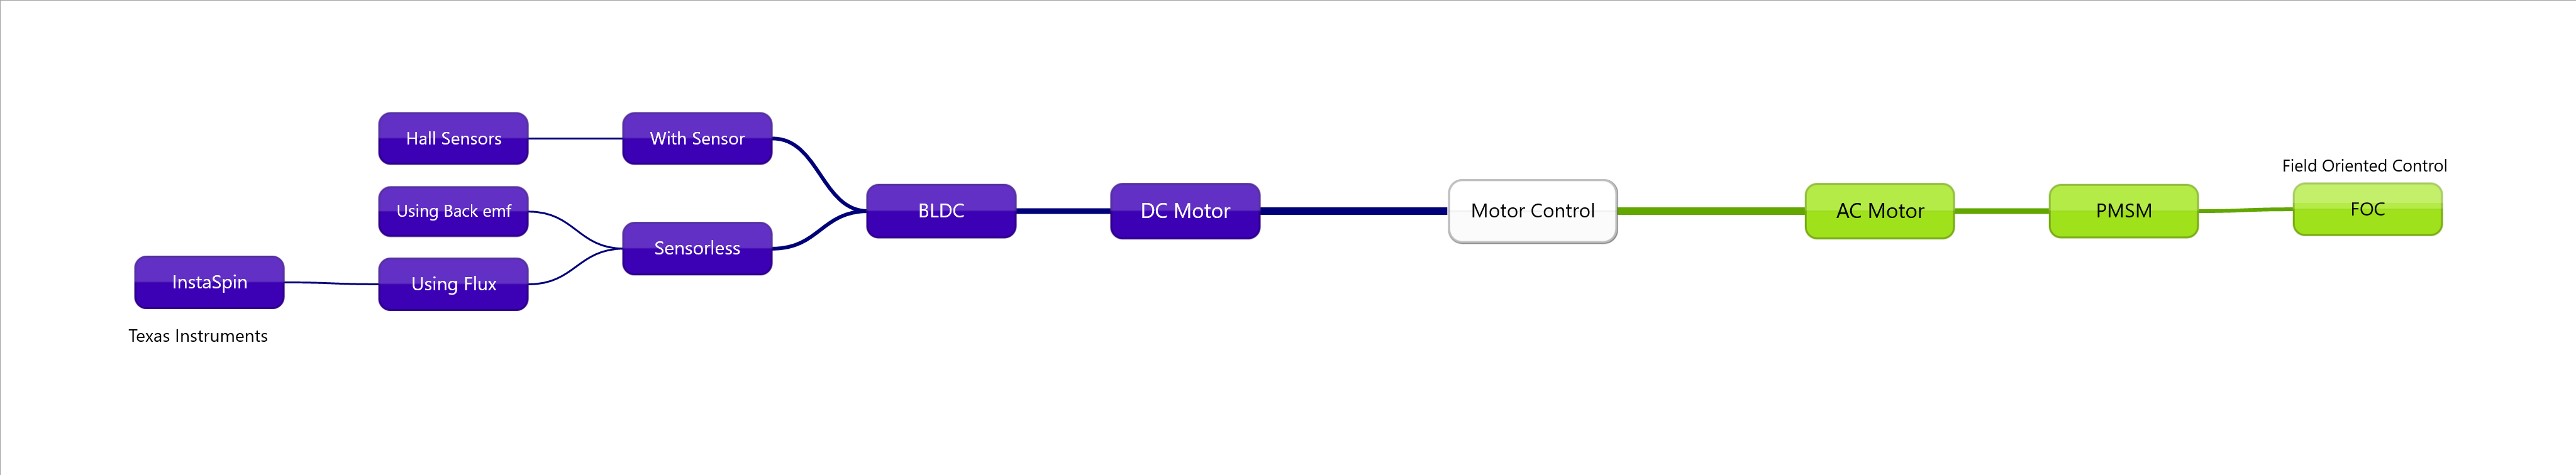 Hall Sensors
With Sensor
Using Back emf
Sensorless
InstaSpin
Using Flux
Texas Instruments
BLDC
DC Motor
Motor Control
AC Motor
PMSM
Field Oriented Control
FOC